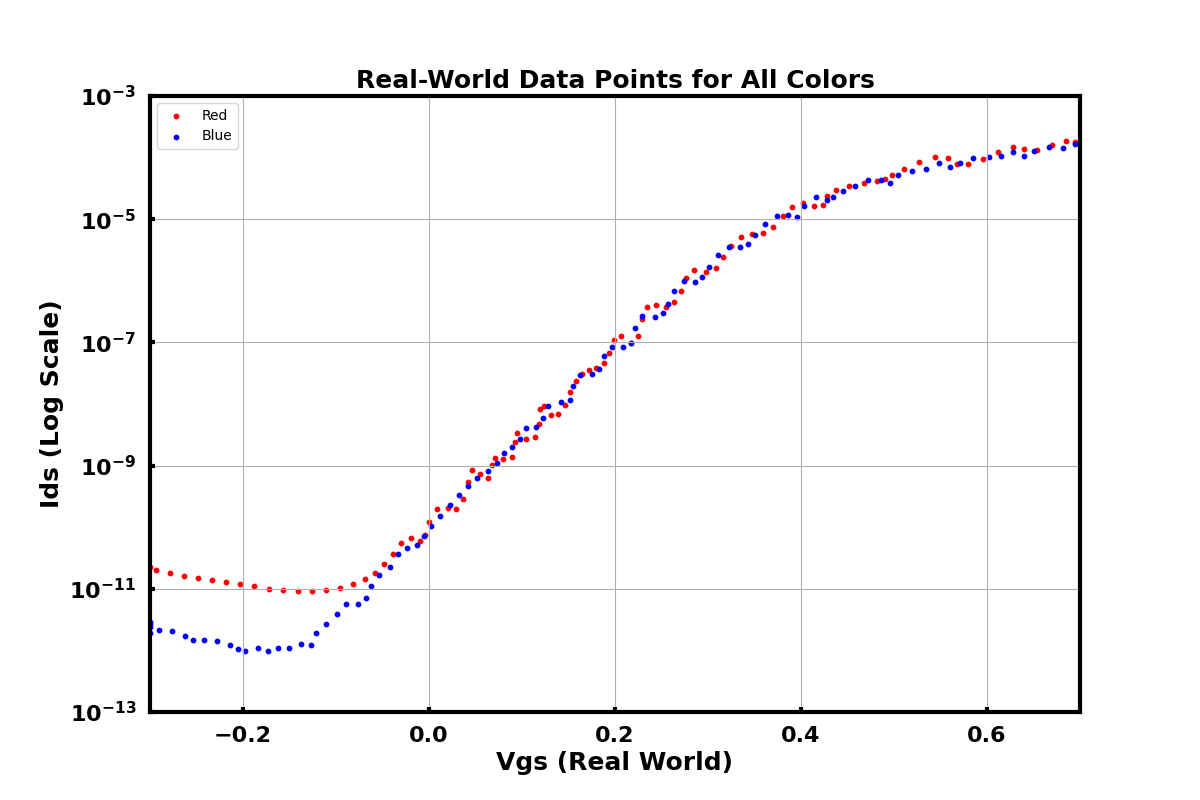 Real-World Data Points for All Colors
Red
Blue
10⁻³
10⁻⁵
10⁻⁷
10⁻⁹
10⁻¹¹
10⁻¹³
Ids (Log Scale)
−0.2 0.0 0.2 0.4 0.6
Vgs (Real World)